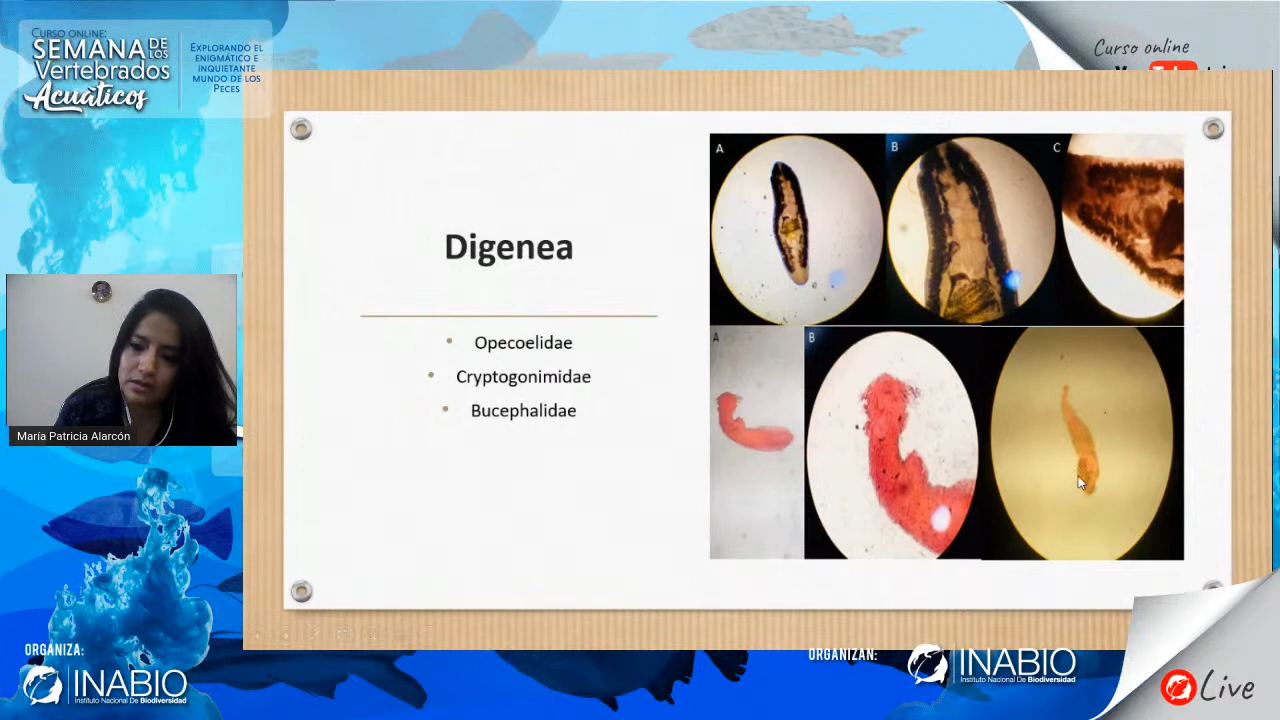 CURSO ONLINE:
SEMANA DE LOS
Vertebrados
Acuáticos
EXPLORANDO EL
ENIGMÁTICO E
INQUIETANTE
MUNDO DE LOS
PECES
Curso online
Digenea
• Opecoelidae
• Cryptogonimidae
• Bucephalidae
A
B
C
A
B
María Patricia Alarcón
ORGANIZA:
INABIO
Instituto Nacional De Biodiversidad
ORGANIZAN:
INABIO
Instituto Nacional De Biodiversidad
Live